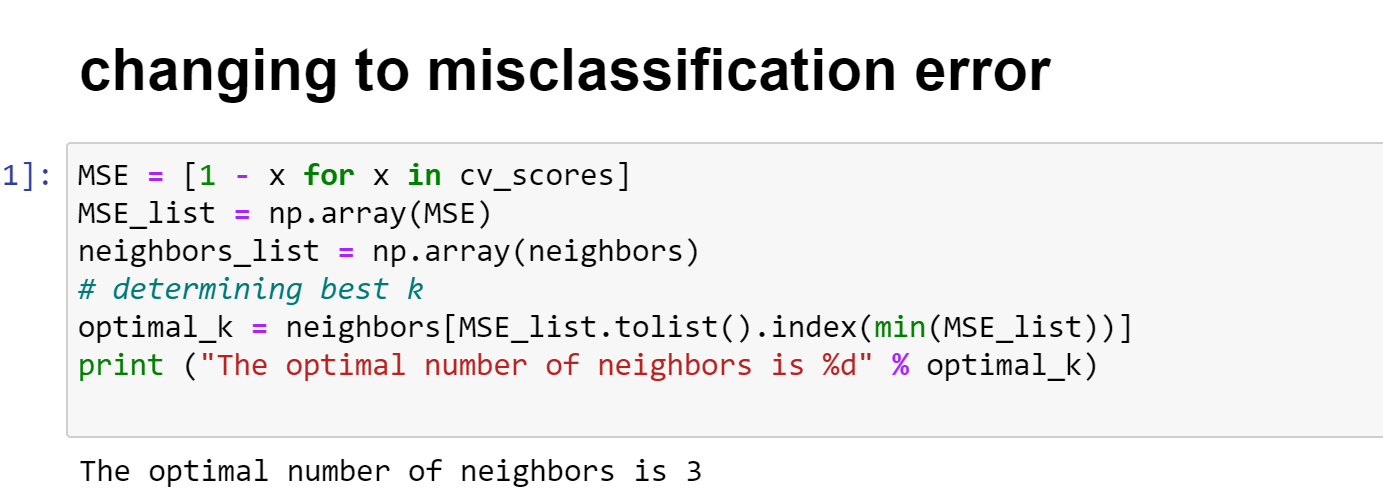 changing to misclassification error
1]:
MSE = [1 - x for x in cv_scores]
MSE_list = np.array(MSE)
neighbors_list = np.array(neighbors)
# determining best k
optimal_k = neighbors[MSE_list.tolist().index(min(MSE_list))]
print ("The optimal number of neighbors is %d" % optimal_k)
The optimal number of neighbors is 3